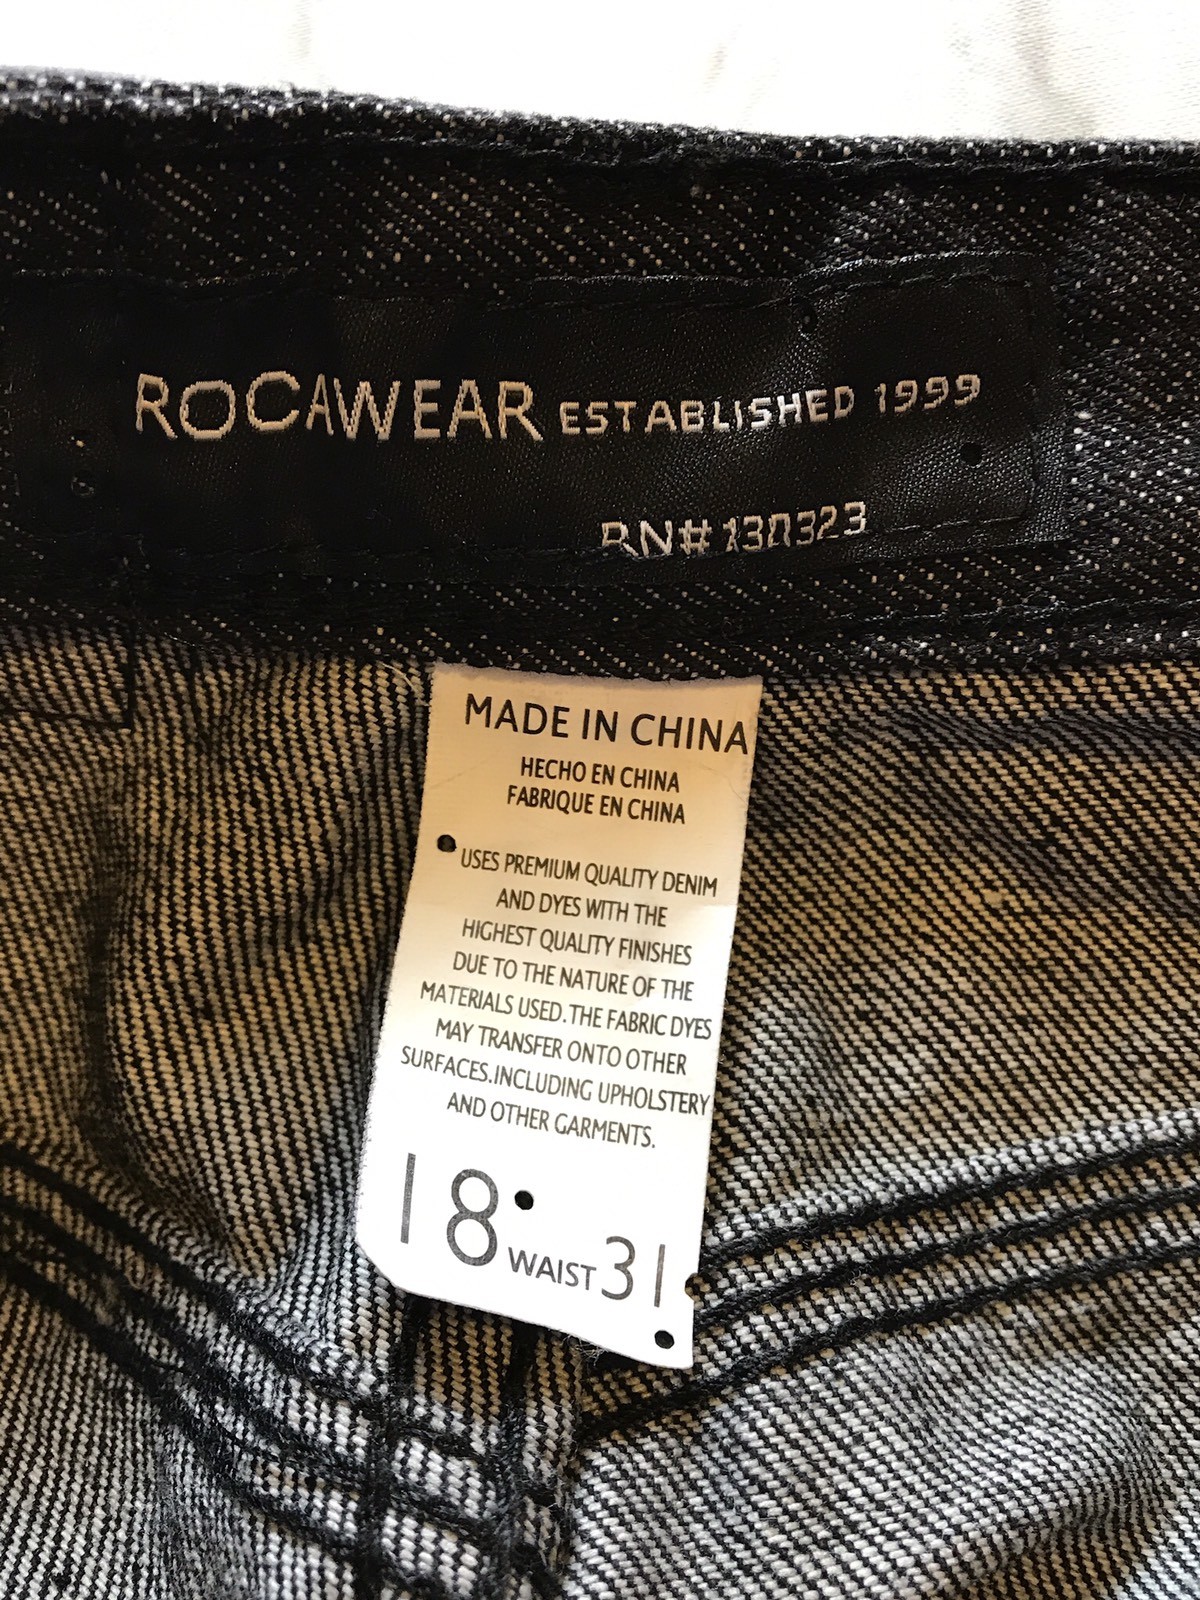 ROCAWEAR ESTABLISHED 1999
RN# 130323
MADE IN CHINA
HECHO EN CHINA
FABRIQUE EN CHINA
USES PREMIUM QUALITY DENIM
AND DYES WITH THE
HIGHEST QUALITY FINISHES
DUE TO THE NATURE OF THE
MATERIALS USED.THE FABRIC DYES
MAY TRANSFER ONTO OTHER
SURFACES.INCLUDING UPHOLSTERY
AND OTHER GARMENTS.
18 WAIST 31